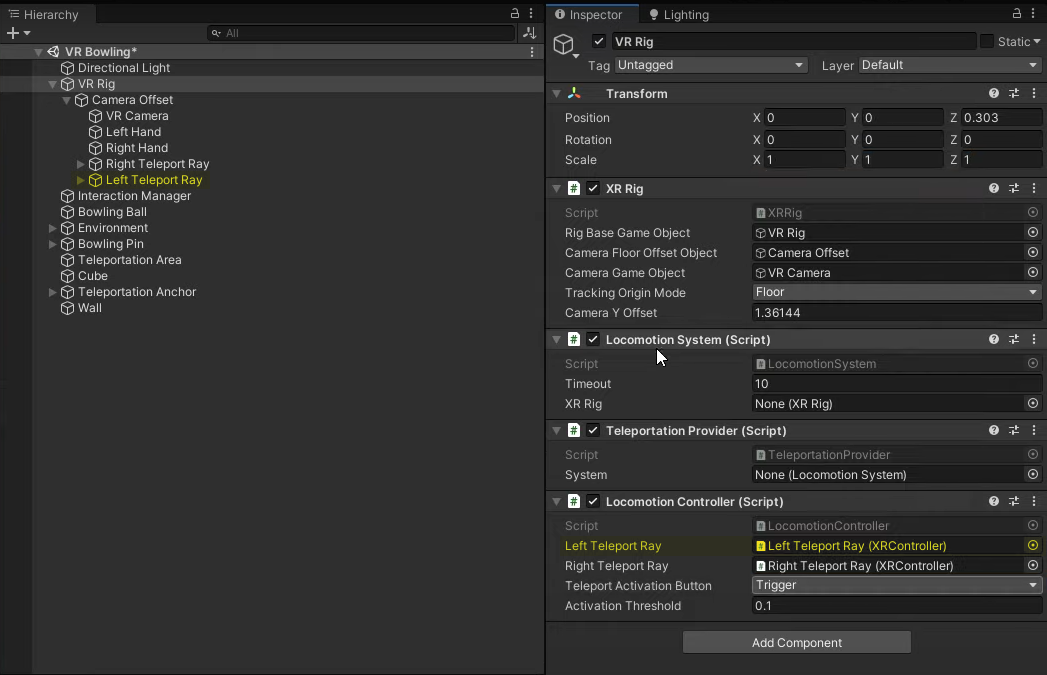 Hierarchy
All
VR Bowling*
Directional Light
VR Rig
Camera Offset
VR Camera
Left Hand
Right Hand
Right Teleport Ray
Left Teleport Ray
Interaction Manager
Bowling Ball
Environment
Bowling Pin
Teleportation Area
Cube
Teleportation Anchor
Wall
Inspector Lighting
VR Rig Static
Tag Untagged Layer Default
Transform
Position X 0 Y 0 Z 0.303
Rotation X 0 Y 0 Z 0
Scale X 1 Y 1 Z 1
XR Rig
Script XRRig
Rig Base Game Object VR Rig
Camera Floor Offset Object Camera Offset
Camera Game Object VR Camera
Tracking Origin Mode Floor
Camera Y Offset 1.36144
Locomotion System (Script)
Script LocomotionSystem
Timeout 10
XR Rig None (XR Rig)
Teleportation Provider (Script)
Script TeleportationProvider
System None (Locomotion System)
Locomotion Controller (Script)
Script LocomotionController
Left Teleport Ray Left Teleport Ray (XRController)
Right Teleport Ray Right Teleport Ray (XRController)
Teleport Activation Button Trigger
Activation Threshold 0.1
Add Component